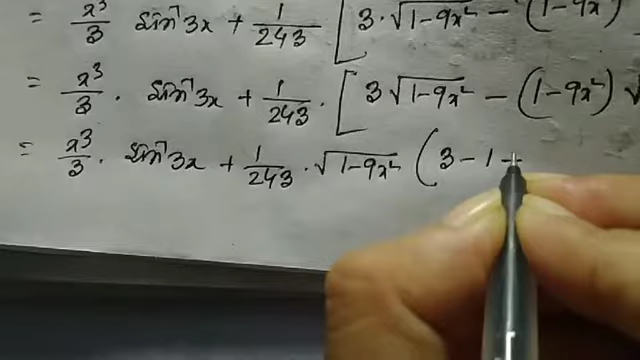 = x³/3 sin⁻¹3x + 1/243 [ 3·√(1-9x²) - (1-9x
= x³/3 · sin⁻¹3x + 1/243 · [ 3√(1-9x²) - (1-9x²) √
= x³/3 · sin⁻¹3x + 1/243 · √(1-9x²) ( 3 - 1 +